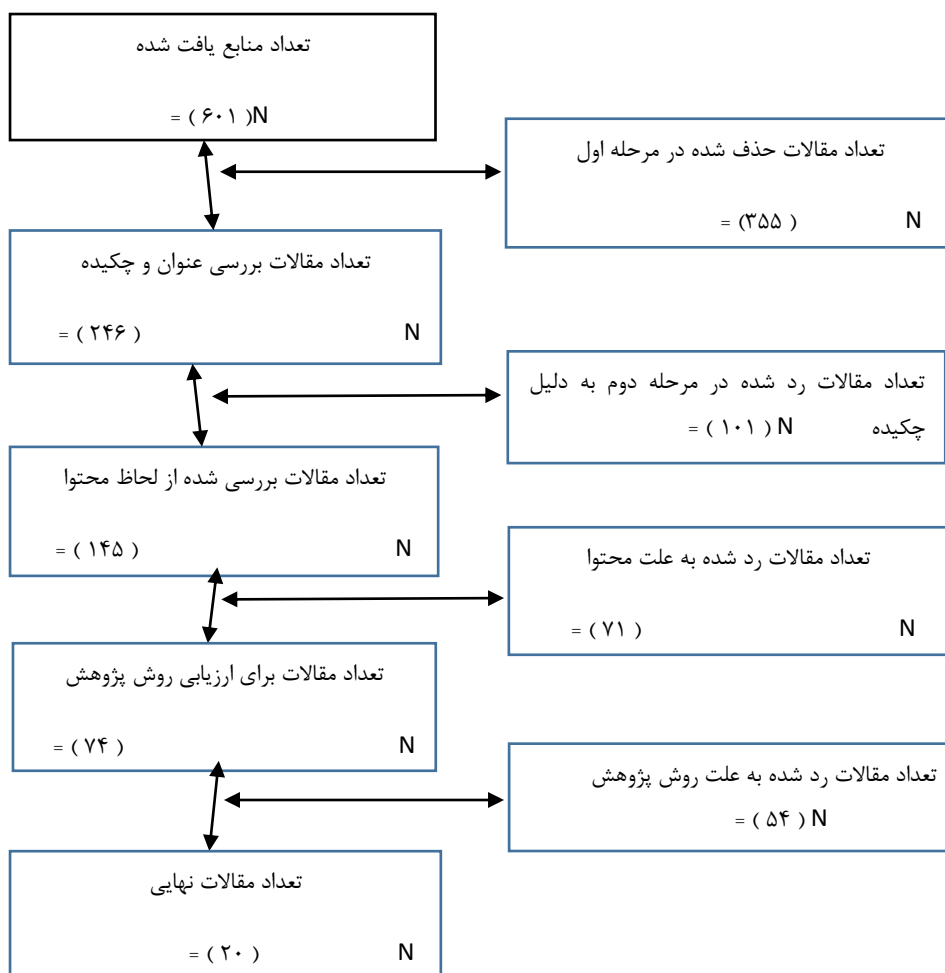 تعداد منابع یافت شده
N( ۶۰۱ ) =
تعداد مقالات حذف شده در مرحله اول
N (۳۵۵ ) =
تعداد مقالات بررسی عنوان و چکیده
N ( ۲۴۶ ) =
تعداد مقالات رد شده در مرحله دوم به دلیل
چکیده N ( ۱۰۱ ) =
تعداد مقالات بررسی شده از لحاظ محتوا
N ( ۱۴۵ ) =
تعداد مقالات رد شده به علت محتوا
N ( ۷۱ ) =
تعداد مقالات برای ارزیابی روش پژوهش
N ( ۷۴ ) =
تعداد مقالات رد شده به علت روش پژوهش
N ( ۵۴ ) =
تعداد مقالات نهایی
N ( ۲۰ ) =